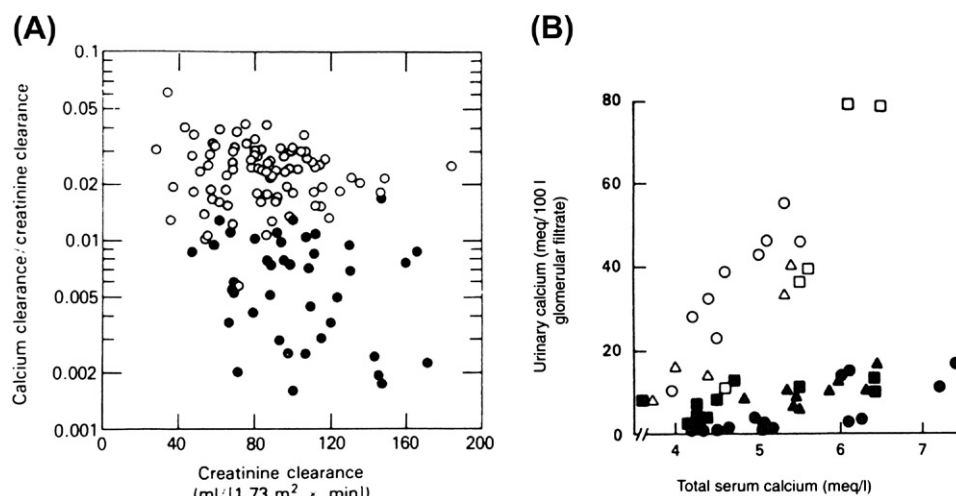 (A)
0.1
0.05
0.02
0.01
0.005
0.002
0.001
Calcium clearance/creatinine clearance
0 40 80 120 160 200
Creatinine clearance
(ml/[1.73 m² × min])
(B)
80
60
40
20
0
Urinary calcium (meq/100 l
glomerular filtrate)
4 5 6 7
Total serum calcium (meq/l)